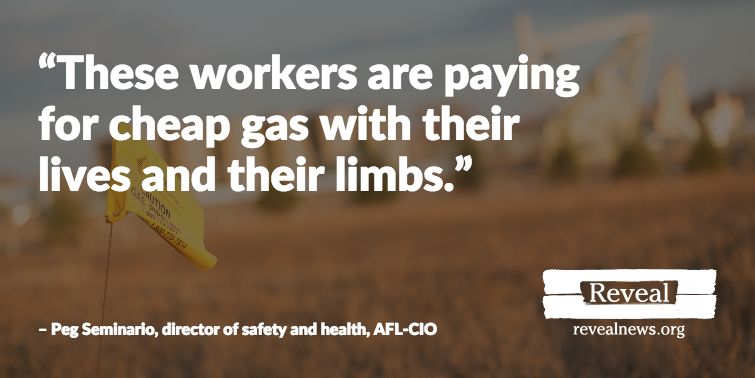 “These workers are paying
for cheap gas with their
lives and their limbs.”
CAUTION
– Peg Seminario, director of safety and health, AFL-CIO
Reveal
revealnews.org